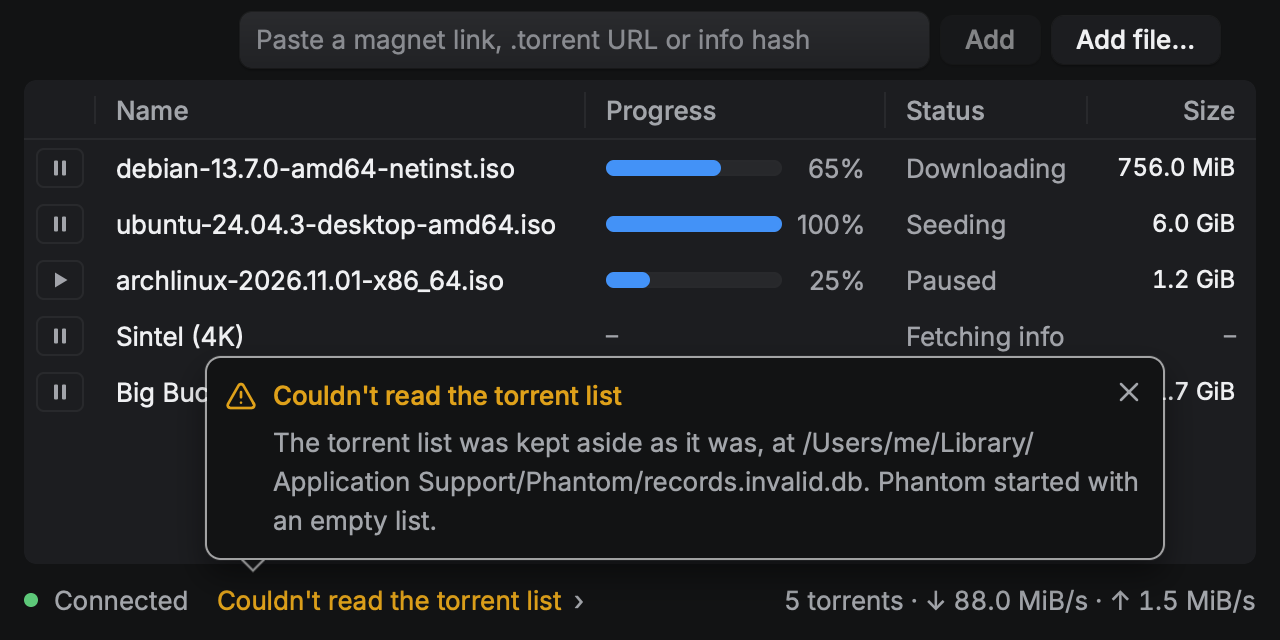 Paste a magnet link, .torrent URL or info hash Add Add file...
Name Progress Status Size
debian-13.7.0-amd64-netinst.iso 65% Downloading 756.0 MiB
ubuntu-24.04.3-desktop-amd64.iso 100% Seeding 6.0 GiB
archlinux-2026.11.01-x86_64.iso 25% Paused 1.2 GiB
Sintel (4K) – Fetching info –
Big .7 GiB
Couldn't read the torrent list
The torrent list was kept aside as it was, at /Users/me/Library/
Application Support/Phantom/records.invalid.db. Phantom started with
an empty list.
Connected Couldn't read the torrent list › 5 torrents · ↓ 88.0 MiB/s · ↑ 1.5 MiB/s